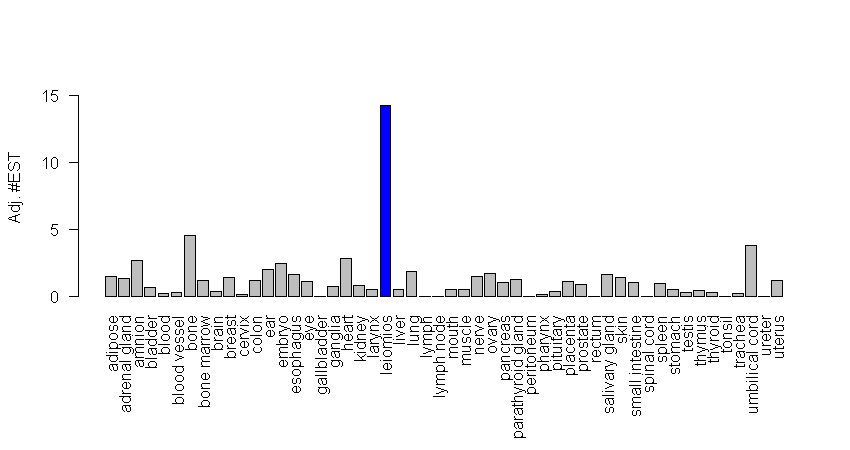 Adj. #EST
15
10
5
0
adipose
adrenal gland
amnion
bladder
blood
blood vessel
bone
bone marrow
brain
breast
cervix
colon
ear
embryo
esophagus
eye
gallbladder
ganglia
heart
kidney
larynx
leiomios
liver
lung
lymph
lymph node
mouth
muscle
nerve
ovary
pancreas
parathyroid gland
peritoneum
pharynx
pituitary
placenta
prostate
rectum
salivary gland
skin
small intestine
spinal cord
spleen
stomach
testis
thymus
thyroid
tonsil
trachea
umbilical cord
ureter
uterus